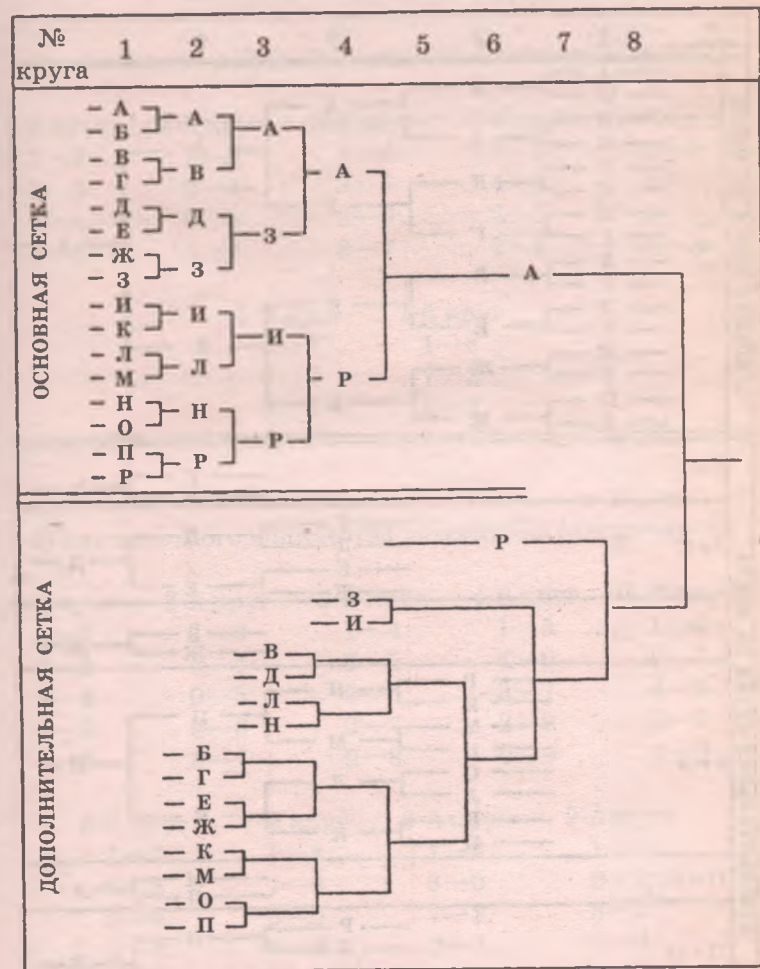 № круга 1 2 3 4 5 6 7 8
ОСНОВНАЯ СЕТКА
А
Б
А
В
Г
В
А
Д
Е
Д
Ж
З
З
З
А
И
К
И
Л
М
Л
И
Н
О
Н
П
Р
Р
Р
Р
А
ДОПОЛНИТЕЛЬНАЯ СЕТКА
Р
З
И
В
Д
Л
Н
Б
Г
Е
Ж
К
М
О
П